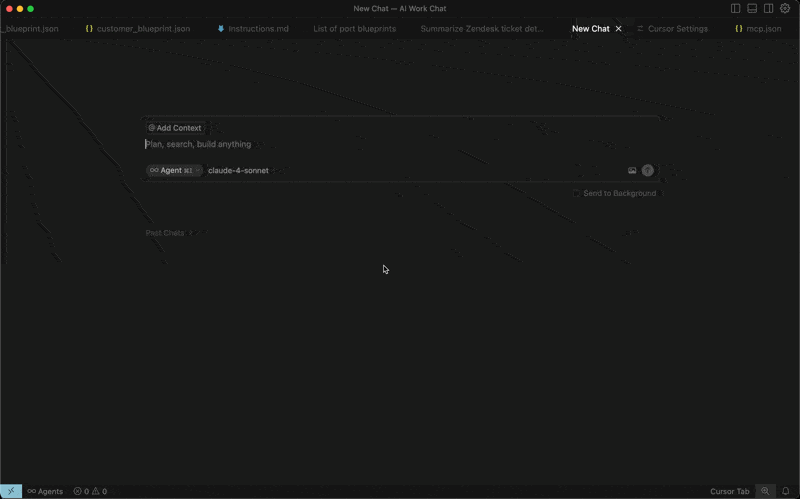 New Chat — AI Work Chat
_blueprint.json
{} customer_blueprint.json
Instructions.md
List of port blueprints
Summarize Zendesk ticket det...
New Chat
Cursor Settings
{} mcp.json
@ Add Context
Plan, search, build anything
∞ Agent ⌘I
claude-4-sonnet
Send to Background
Past Chats
∞ Agents
0
0
Cursor Tab